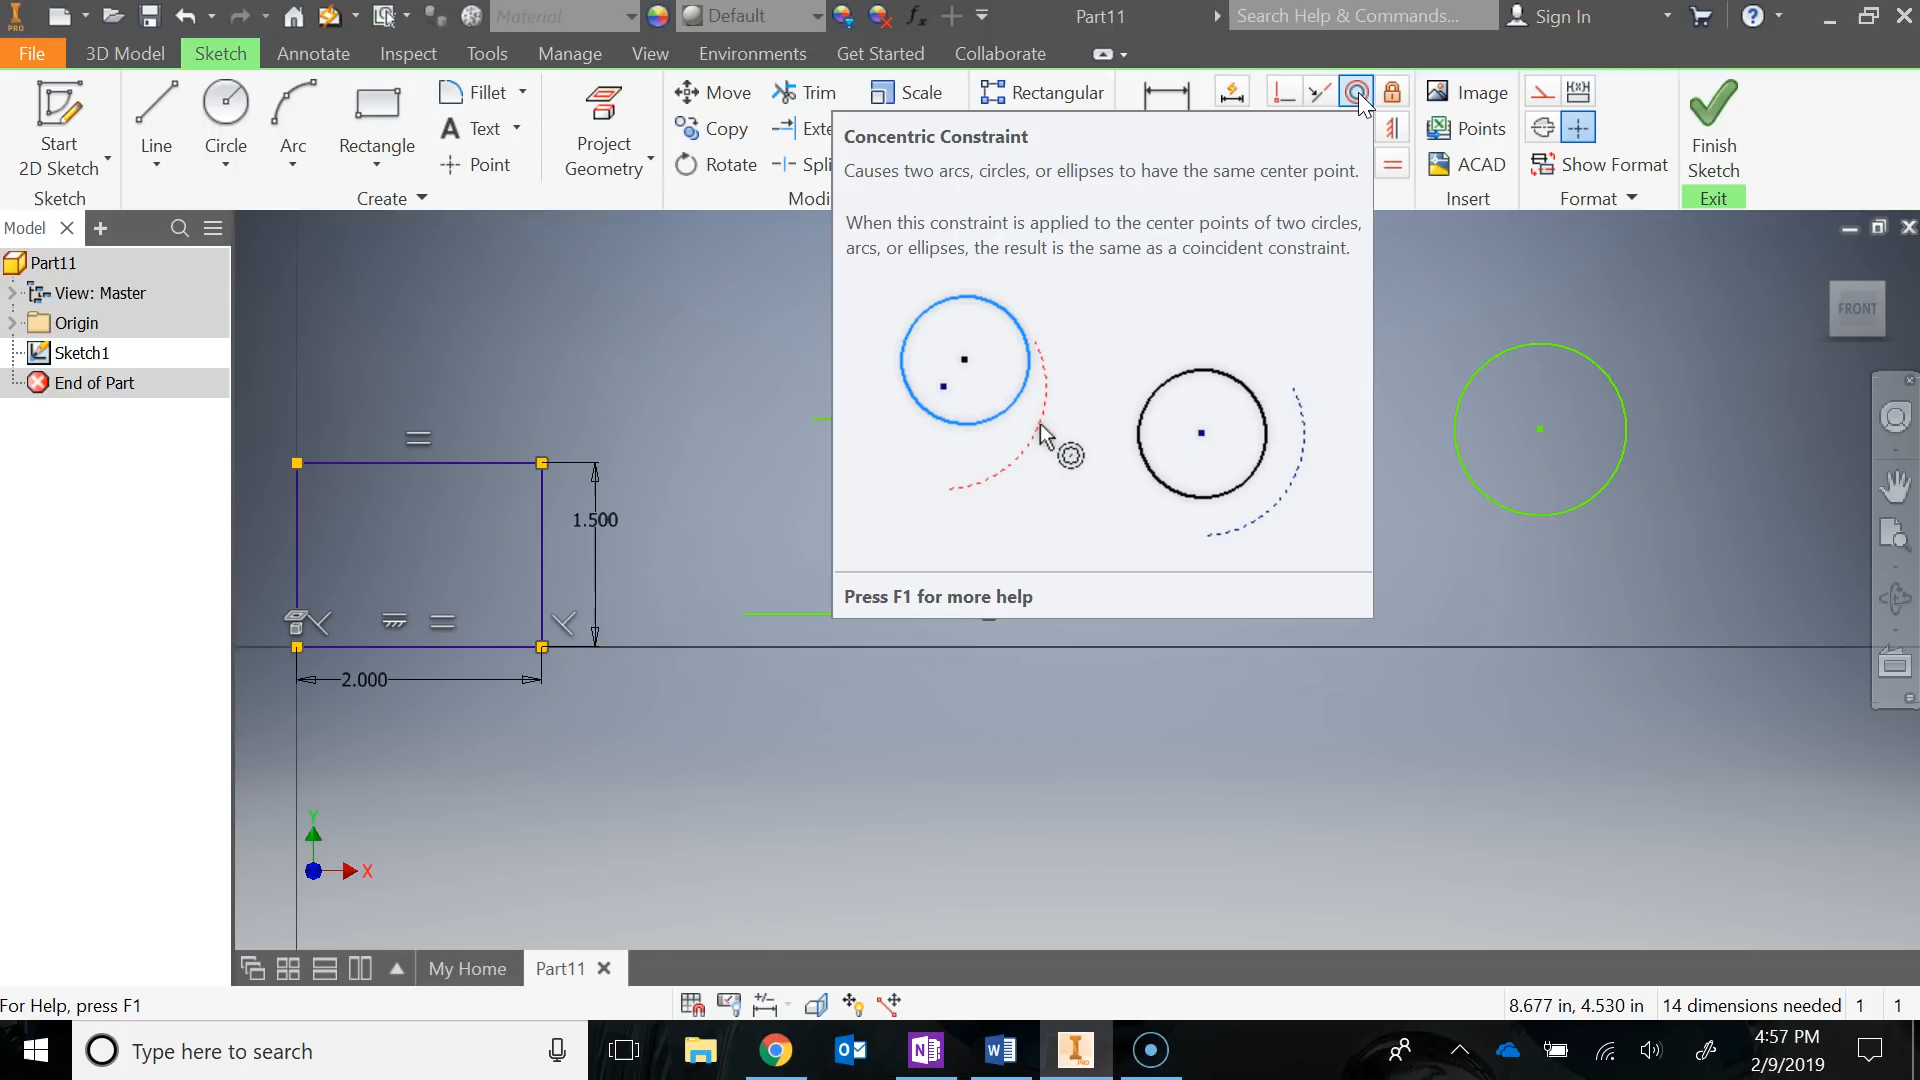 PRO
Material
Default
Part11
Search Help & Commands...
Sign In
File
3D Model
Sketch
Annotate
Inspect
Tools
Manage
View
Environments
Get Started
Collaborate
Start
2D Sketch
Line
Circle
Arc
Rectangle
Fillet
Text
Point
Project
Geometry
Move
Copy
Rotate
Trim
Exte
Spli
Scale
Rectangular
Image
Points
ACAD
Show Format
Finish
Sketch
Sketch
Create
Modi
Insert
Format
Exit
Concentric Constraint
Causes two arcs, circles, or ellipses to have the same center point.
When this constraint is applied to the center points of two circles,
arcs, or ellipses, the result is the same as a coincident constraint.
Press F1 for more help
Model
Part11
View: Master
Origin
Sketch1
End of Part
FRONT
1.500
2.000
Y
X
My Home
Part11
For Help, press F1
8.677 in, 4.530 in
14 dimensions needed
1
1
Type here to search
4:57 PM
2/9/2019